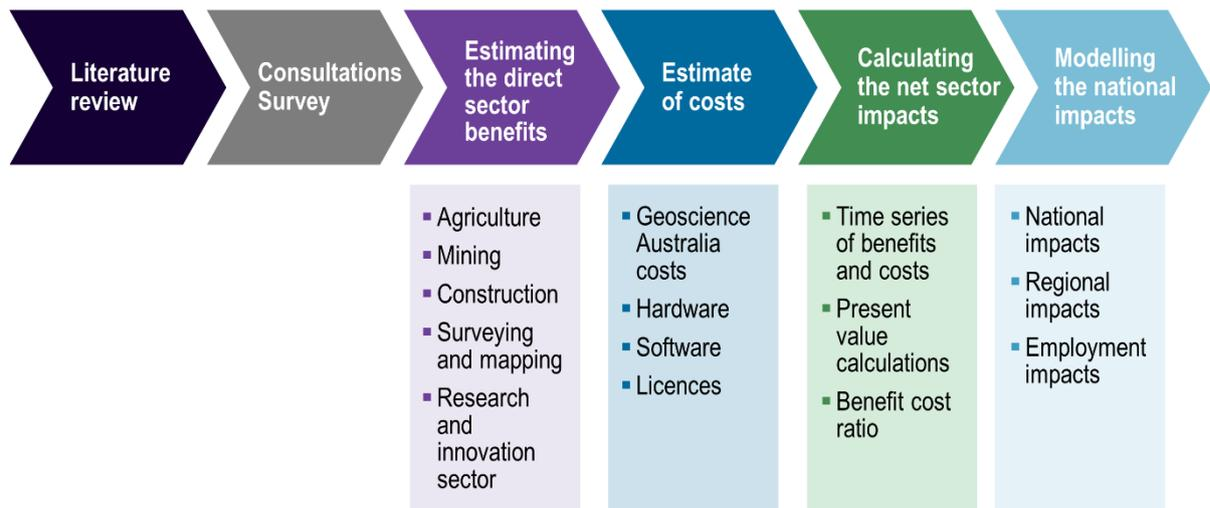 Literature
review
Consultations
Survey
Estimating
the direct
sector
benefits
Estimate
of costs
Calculating
the net sector
impacts
Modelling
the national
impacts
▪ Agriculture
▪ Mining
▪ Construction
▪ Surveying
and mapping
▪ Research
and
innovation
sector
▪ Geoscience
Australia
costs
▪ Hardware
▪ Software
▪ Licences
▪ Time series
of benefits
and costs
▪ Present
value
calculations
▪ Benefit cost
ratio
▪ National
impacts
▪ Regional
impacts
▪ Employment
impacts